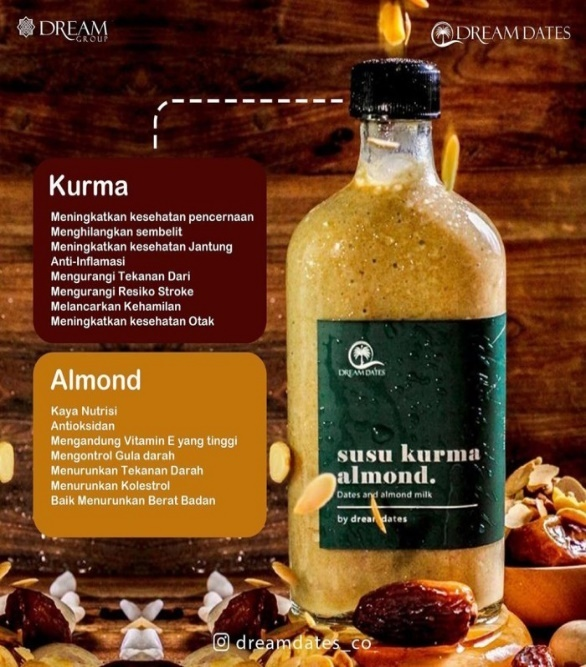 DREAM
GROUP
DREAM DATES
Kurma
Meningkatkan kesehatan pencernaan
Menghilangkan sembelit
Meningkatkan kesehatan Jantung
Anti-Inflamasi
Mengurangi Tekanan Dari
Mengurangi Resiko Stroke
Melancarkan Kehamilan
Meningkatkan kesehatan Otak
Almond
Kaya Nutrisi
Antioksidan
Mengandung Vitamin E yang tinggi
Mengontrol Gula darah
Menurunkan Tekanan Darah
Menurunkan Kolestrol
Baik Menurunkan Berat Badan
DREAM DATES
susu kurma
almond.
Dates and almond milk
by dream dates
dreamdates_co